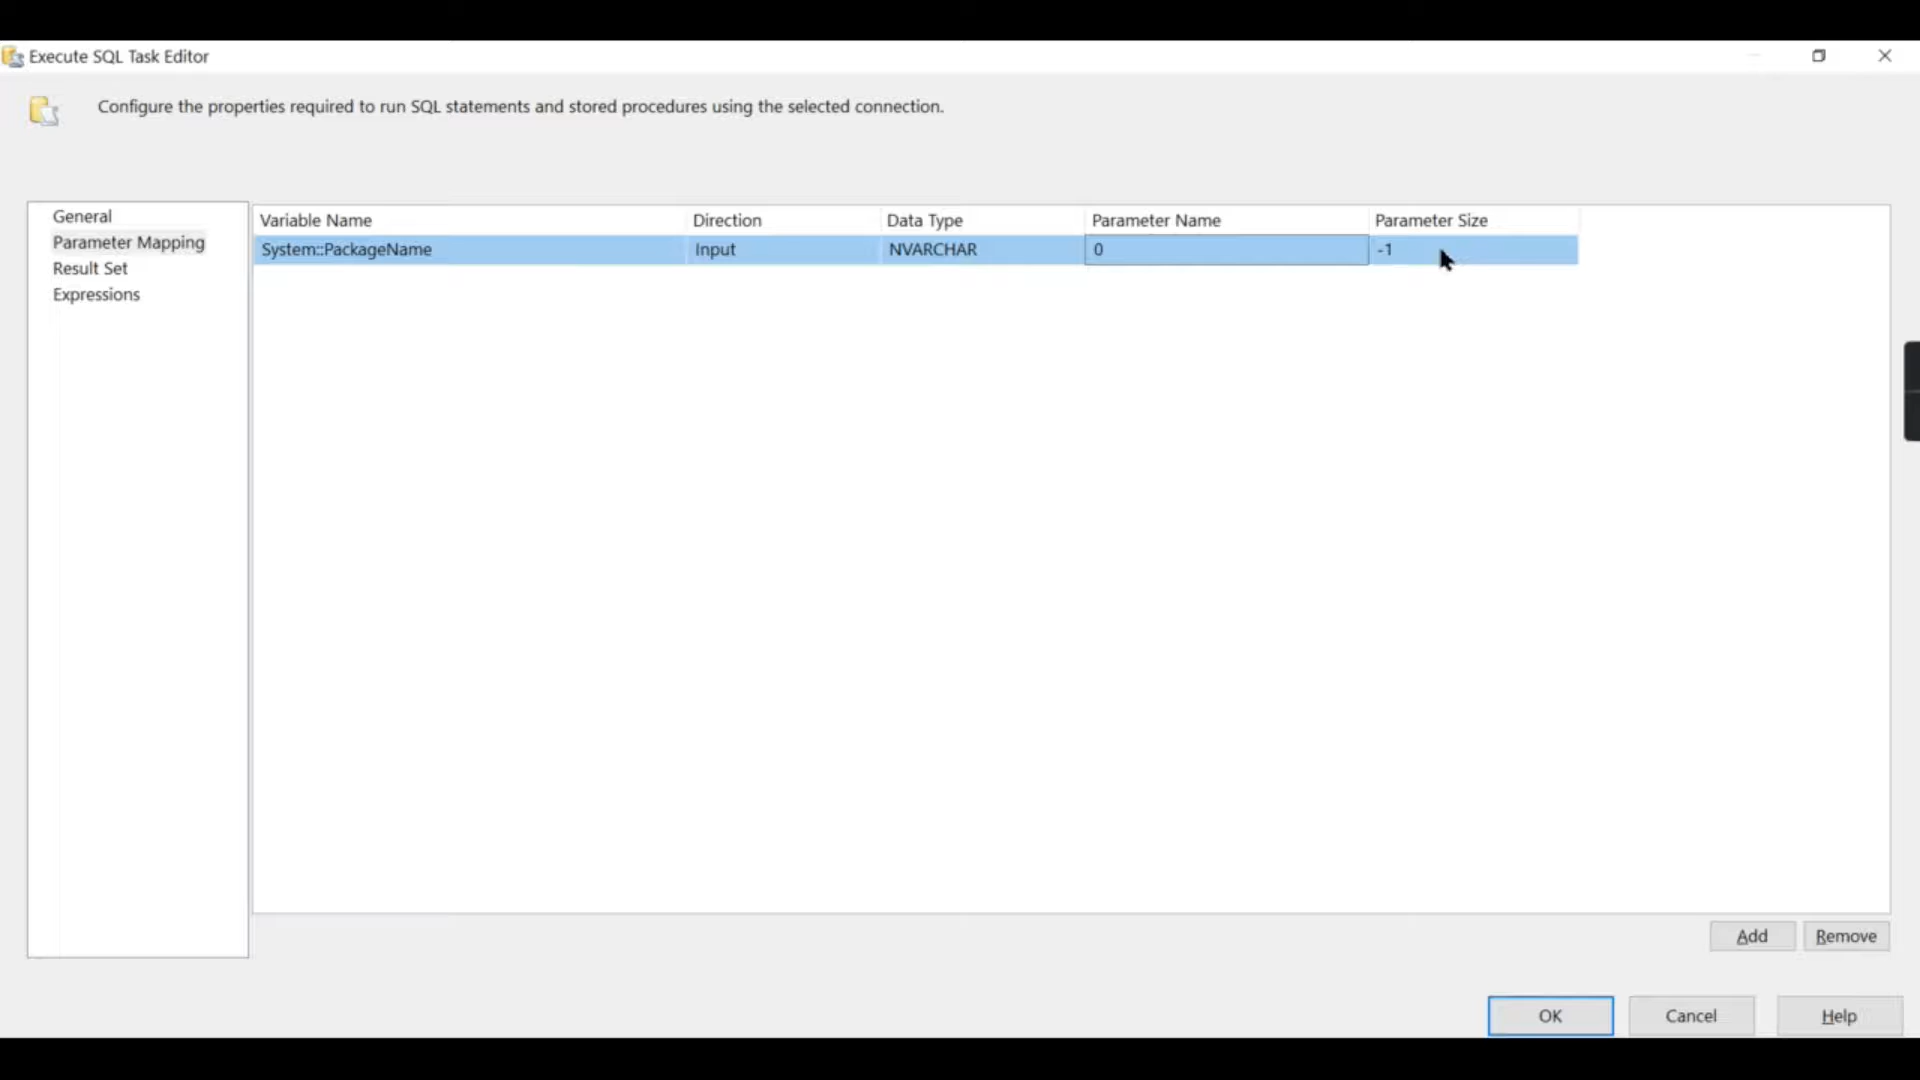 Execute SQL Task Editor
Configure the properties required to run SQL statements and stored procedures using the selected connection.
General
Parameter Mapping
Result Set
Expressions
Variable Name Direction Data Type Parameter Name Parameter Size
System::PackageName Input NVARCHAR 0 -1
Add Remove
OK Cancel Help